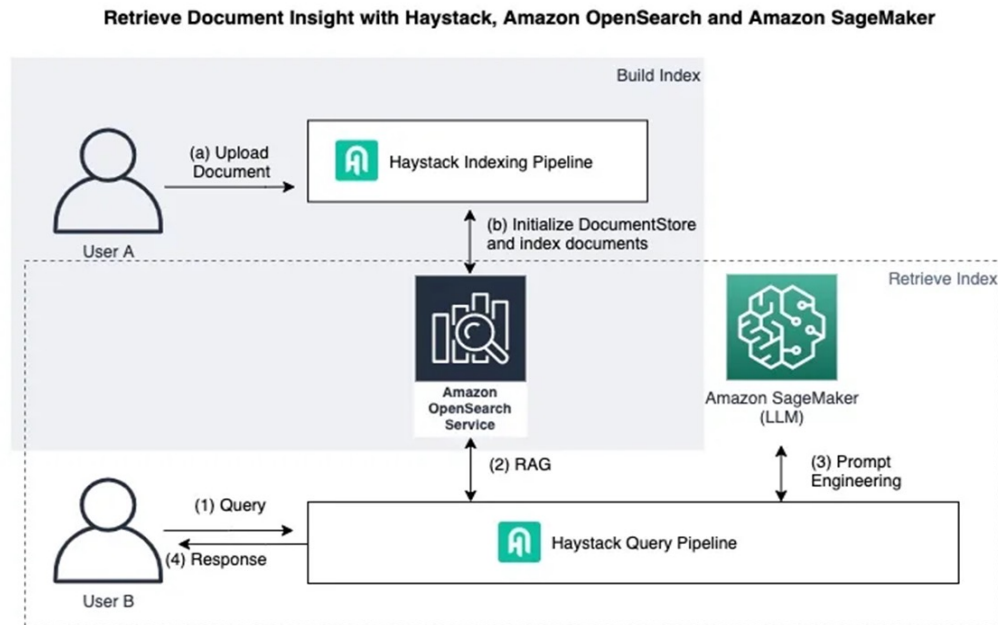 Retrieve Document Insight with Haystack, Amazon OpenSearch and Amazon SageMaker
Build Index
(a) Upload
Document
Haystack Indexing Pipeline
User A
(b) Initialize DocumentStore
and index documents
Retrieve Index
Amazon
OpenSearch
Service
Amazon SageMaker
(LLM)
(2) RAG
(3) Prompt
Engineering
(1) Query
(4) Response
Haystack Query Pipeline
User B